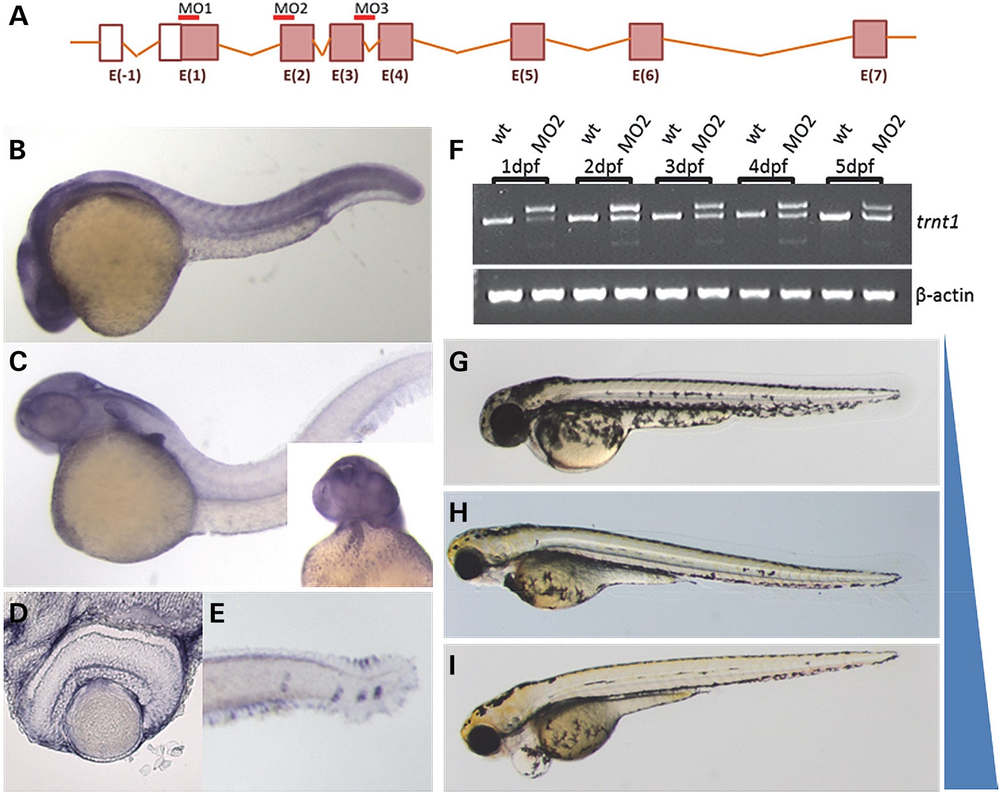 A
MO1 MO2 MO3
E(-1) E(1) E(2) E(3) E(4) E(5) E(6) E(7)
B
C
D
E
F
wt MO2 wt MO2 wt MO2 wt MO2 wt MO2
1dpf 2dpf 3dpf 4dpf 5dpf
trnt1
β-actin
G
H
I